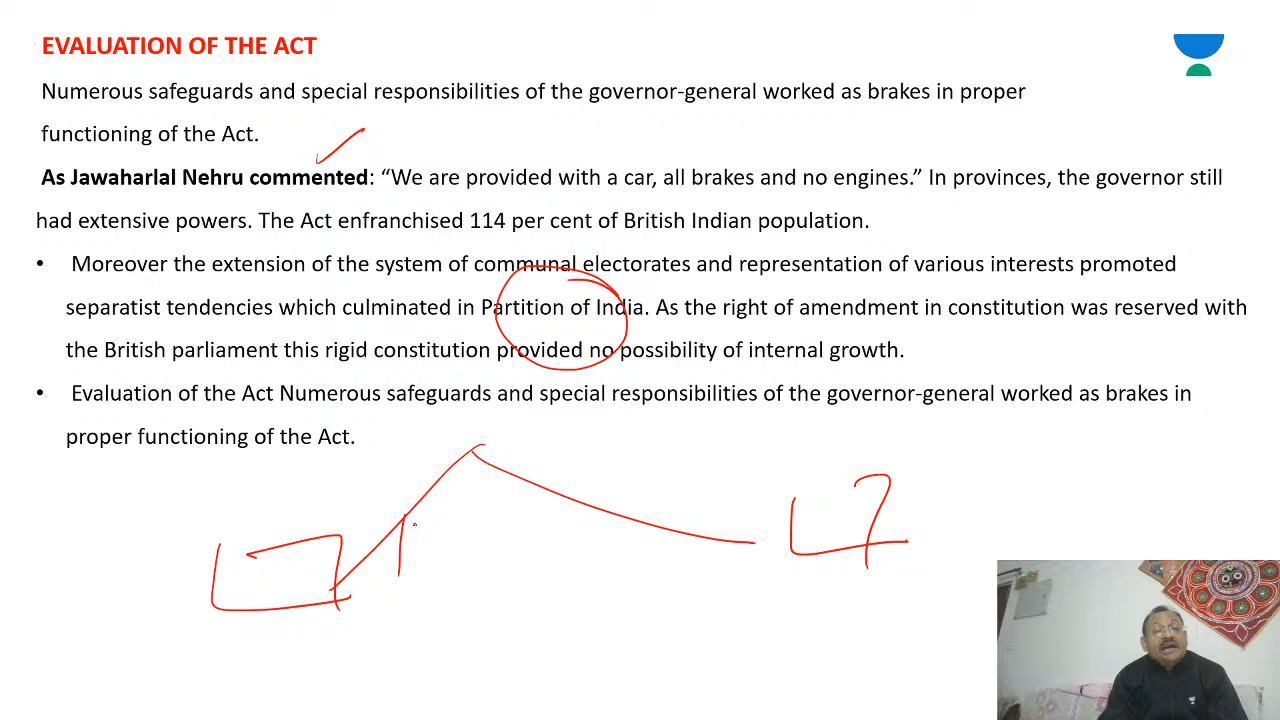 EVALUATION OF THE ACT
Numerous safeguards and special responsibilities of the governor-general worked as brakes in proper
functioning of the Act.
As Jawaharlal Nehru commented: “We are provided with a car, all brakes and no engines.” In provinces, the governor still
had extensive powers. The Act enfranchised 114 per cent of British Indian population.
• Moreover the extension of the system of communal electorates and representation of various interests promoted
separatist tendencies which culminated in Partition of India. As the right of amendment in constitution was reserved with
the British parliament this rigid constitution provided no possibility of internal growth.
• Evaluation of the Act Numerous safeguards and special responsibilities of the governor-general worked as brakes in
proper functioning of the Act.